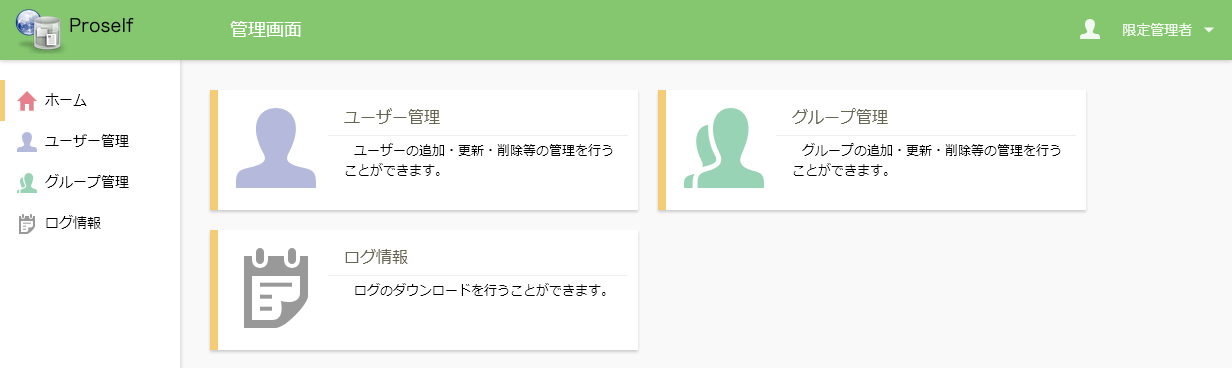 Proself
管理画面
限定管理者
ホーム
ユーザー管理
グループ管理
ログ情報
ユーザー管理
ユーザーの追加・更新・削除等の管理を行う
ことができます。
グループ管理
グループの追加・更新・削除等の管理を行う
ことができます。
ログ情報
ログのダウンロードを行うことができます。